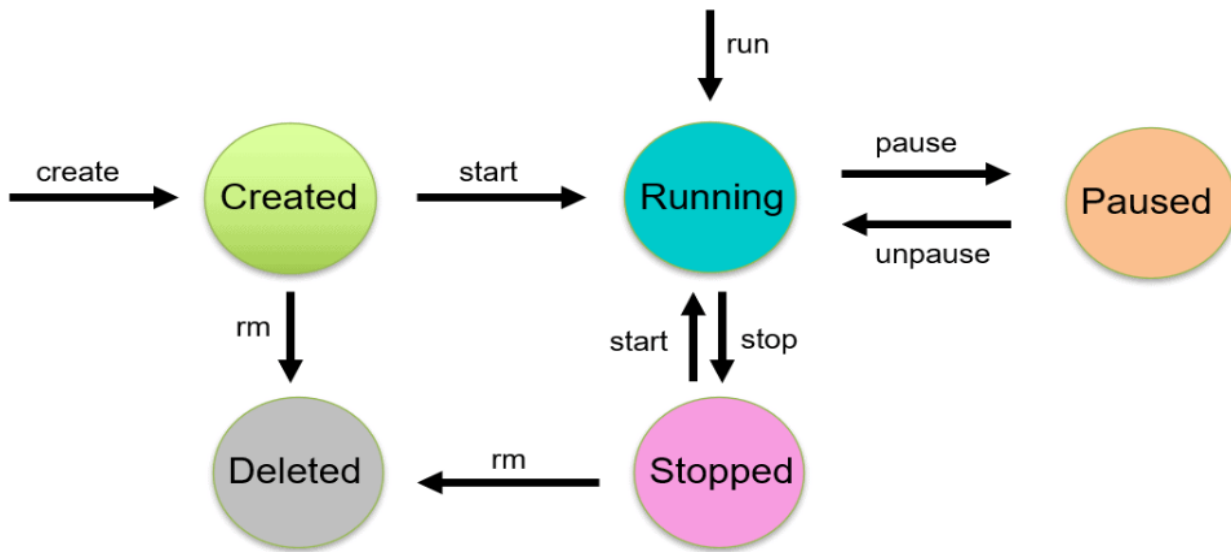 run
create
Created
start
Running
pause
unpause
Paused
rm
start
stop
Deleted
rm
Stopped